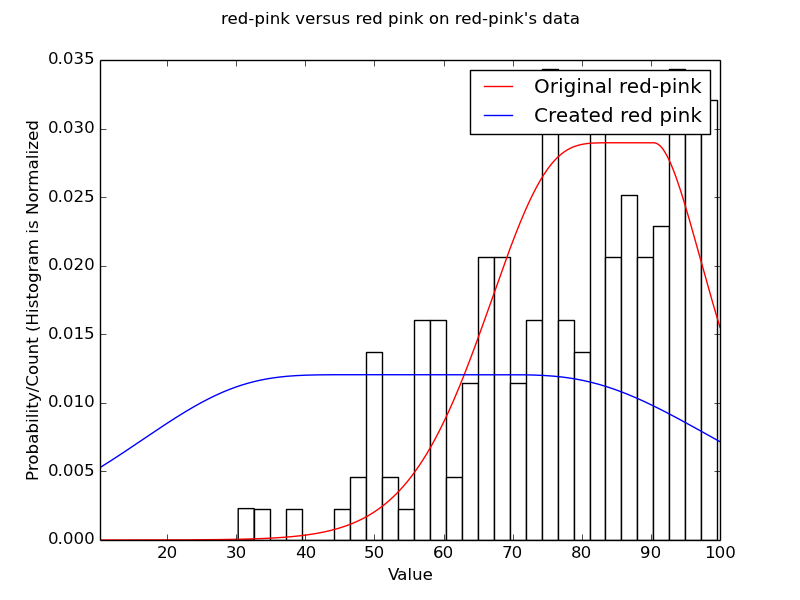 red-pink versus red pink on red-pink's data
Original red-pink
Created red pink
Probability/Count (Histogram is Normalized
0.035
0.030
0.025
0.020
0.015
0.010
0.005
0.000
20 30 40 50 60 70 80 90 100
Value